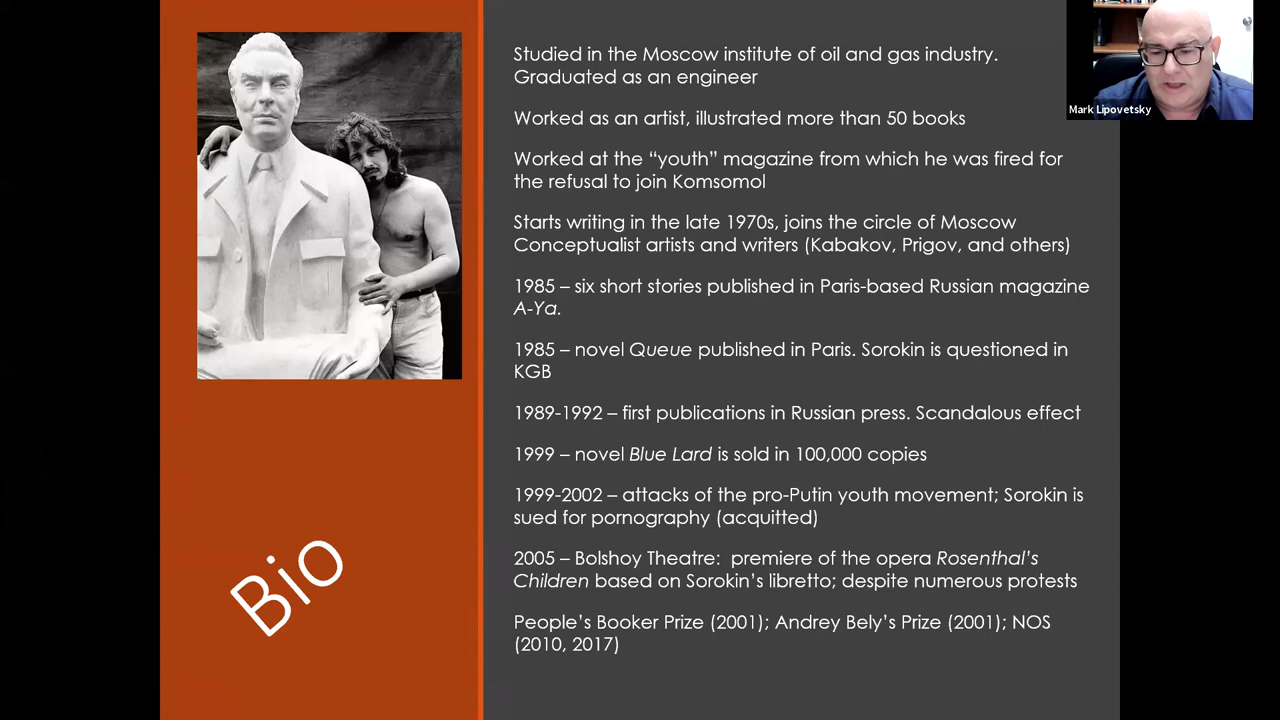 Studied in the Moscow institute of oil and gas industry.
Graduated as an engineer
Worked as an artist, illustrated more than 50 books
Worked at the “youth” magazine from which he was fired for
the refusal to join Komsomol
Starts writing in the late 1970s, joins the circle of Moscow
Conceptualist artists and writers (Kabakov, Prigov, and others)
1985 – six short stories published in Paris-based Russian magazine
A-Ya.
1985 – novel Queue published in Paris. Sorokin is questioned in
KGB
1989-1992 – first publications in Russian press. Scandalous effect
1999 – novel Blue Lard is sold in 100,000 copies
1999-2002 – attacks of the pro-Putin youth movement; Sorokin is
sued for pornography (acquitted)
2005 – Bolshoy Theatre:  premiere of the opera Rosenthal’s
Children based on Sorokin’s libretto; despite numerous protests
People’s Booker Prize (2001); Andrey Bely’s Prize (2001); NOS
(2010, 2017)
Bio
Mark Lipovetsky